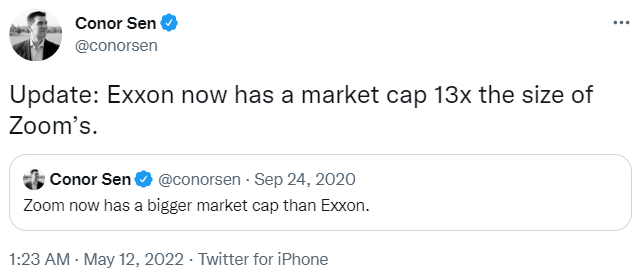 Conor Sen
@conorsen
Update: Exxon now has a market cap 13x the size of
Zoom's.
Conor Sen @conorsen · Sep 24, 2020
Zoom now has a bigger market cap than Exxon.
1:23 AM · May 12, 2022 · Twitter for iPhone